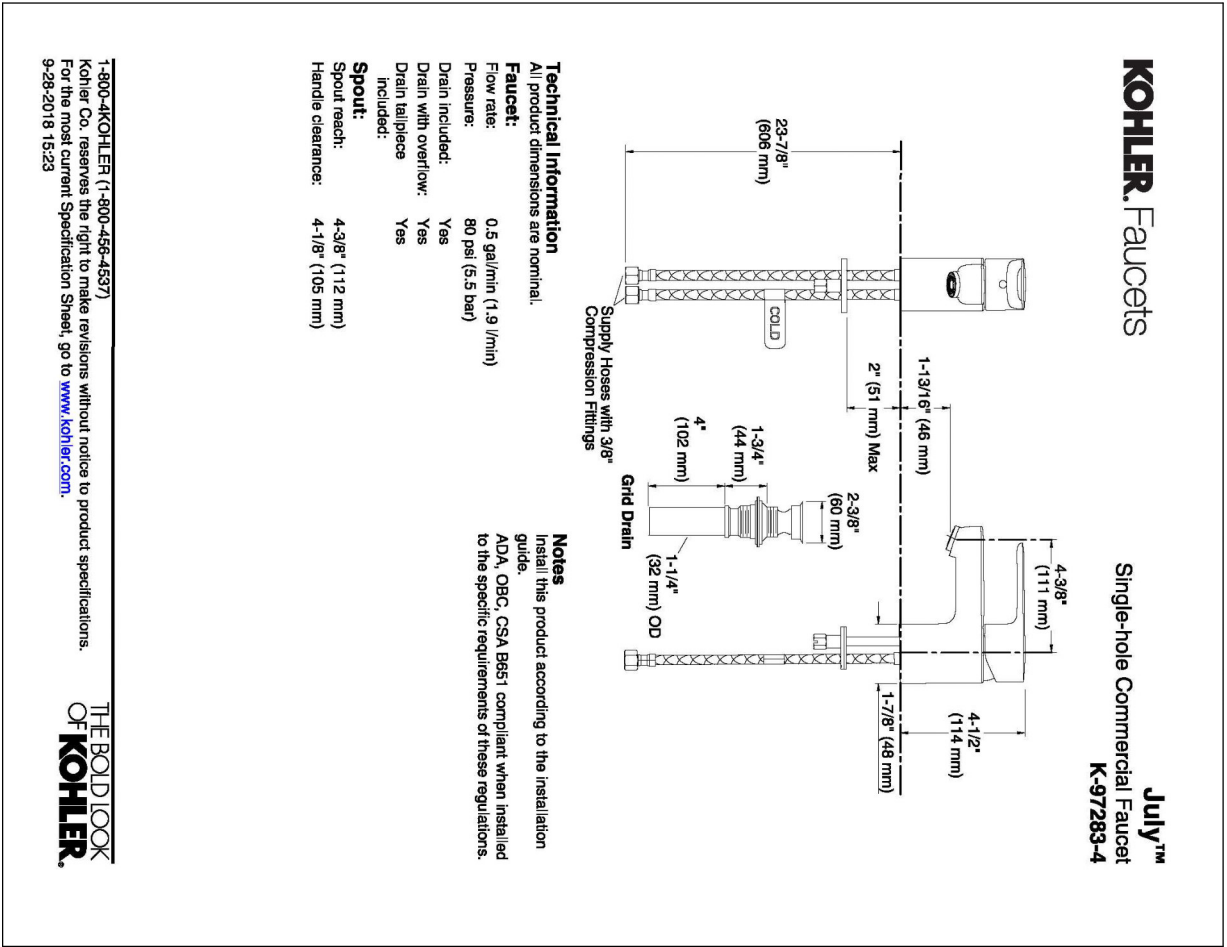 KOHLER® Faucets
July™
Single-hole Commercial Faucet
K-97283-4
4-3/8"
(111 mm)
4-1/2"
(114 mm)
1-13/16" (46 mm)
2" (51 mm) Max
1-7/8" (48 mm)
23-7/8"
(606 mm)
COLD
2-3/8"
(60 mm)
1-3/4"
(44 mm)
4"
(102 mm)
1-1/4"
(32 mm) OD
Grid Drain
Supply Hoses with 3/8"
Compression Fittings
Technical Information
All product dimensions are nominal.
Faucet:
Flow rate: 0.5 gal/min (1.9 l/min)
Pressure: 80 psi (5.5 bar)
Drain included: Yes
Drain with overflow: Yes
Drain tailpiece Yes
included:
Spout:
Spout reach: 4-3/8" (112 mm)
Handle clearance: 4-1/8" (105 mm)
Notes
Install this product according to the installation
guide.
ADA, OBC, CSA B651 compliant when installed
to the specific requirements of these regulations.
1-800-4KOHLER (1-800-456-4537)
Kohler Co. reserves the right to make revisions without notice to product specifications.
For the most current Specification Sheet, go to www.kohler.com.
9-28-2018 15:23
THE BOLD LOOK
OF KOHLER®